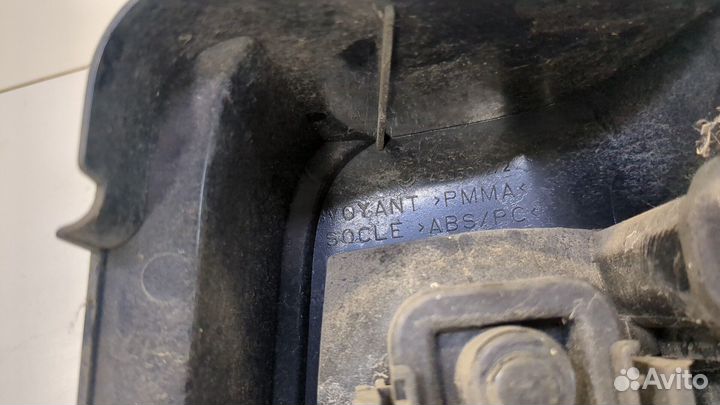 VOYANT >PMMA<
SOCLE >ABS/PC<
Avito